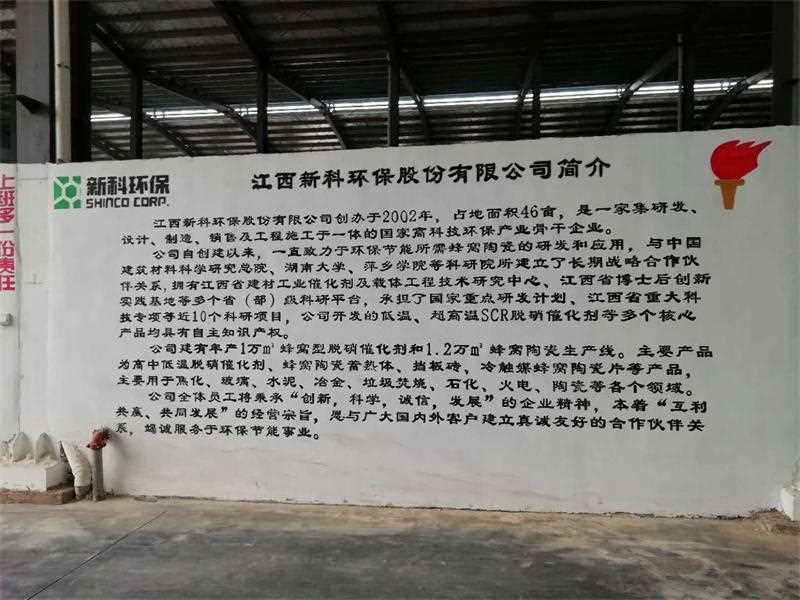 上班多一份责任
新科环保
SHINCO CORP.
江西新科环保股份有限公司简介
江西新科环保股份有限公司创办于2002年，占地面积46亩，是一家集研发、
设计、制造、销售及工程施工于一体的国家高科技环保产业骨干企业。
公司自创建以来，一直致力于环保节能所需蜂窝陶瓷的研发和应用，与中国
建筑材料科学研究总院、湖南大学、萍乡学院等科研院所建立了长期战略合作伙
伴关系，拥有江西省建材工业催化剂及载体工程技术研究中心、江西省博士后创新
实践基地等多个省（部）级科研平台，承担了国家重点研发计划、江西省重大科
技专项等近10个科研项目，公司开发的低温、超高温SCR脱硝催化剂等多个核心
产品均具有自主知识产权。
公司建有年产1万m³蜂窝型脱硝催化剂和1.2万m³蜂窝陶瓷生产线。主要产品
为高中低温脱硝催化剂、蜂窝陶瓷蓄热体、挡板砖、冷触媒蜂窝陶瓷片等产品，
主要用于焦化、玻璃、水泥、冶金、垃圾焚烧、石化、火电、陶瓷等各个领域。
公司全体员工将秉承“创新，科学，诚信，发展”的企业精神，本着“互利
共赢、共同发展”的经营宗旨，愿与广大国内外客户建立真诚友好的合作伙伴关
系，竭诚服务于环保节能事业。